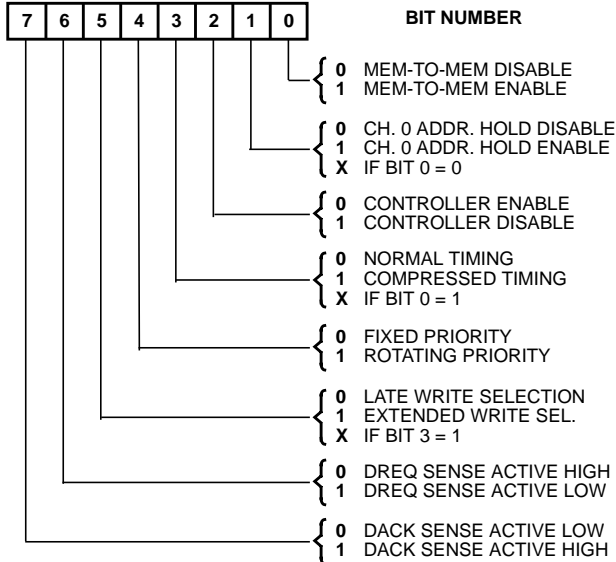 7 6 5 4 3 2 1 0 BIT NUMBER
0 MEM-TO-MEM DISABLE
1 MEM-TO-MEM ENABLE
0 CH. 0 ADDR. HOLD DISABLE
1 CH. 0 ADDR. HOLD ENABLE
X IF BIT 0 = 0
0 CONTROLLER ENABLE
1 CONTROLLER DISABLE
0 NORMAL TIMING
1 COMPRESSED TIMING
X IF BIT 0 = 1
0 FIXED PRIORITY
1 ROTATING PRIORITY
0 LATE WRITE SELECTION
1 EXTENDED WRITE SEL.
X IF BIT 3 = 1
0 DREQ SENSE ACTIVE HIGH
1 DREQ SENSE ACTIVE LOW
0 DACK SENSE ACTIVE LOW
1 DACK SENSE ACTIVE HIGH